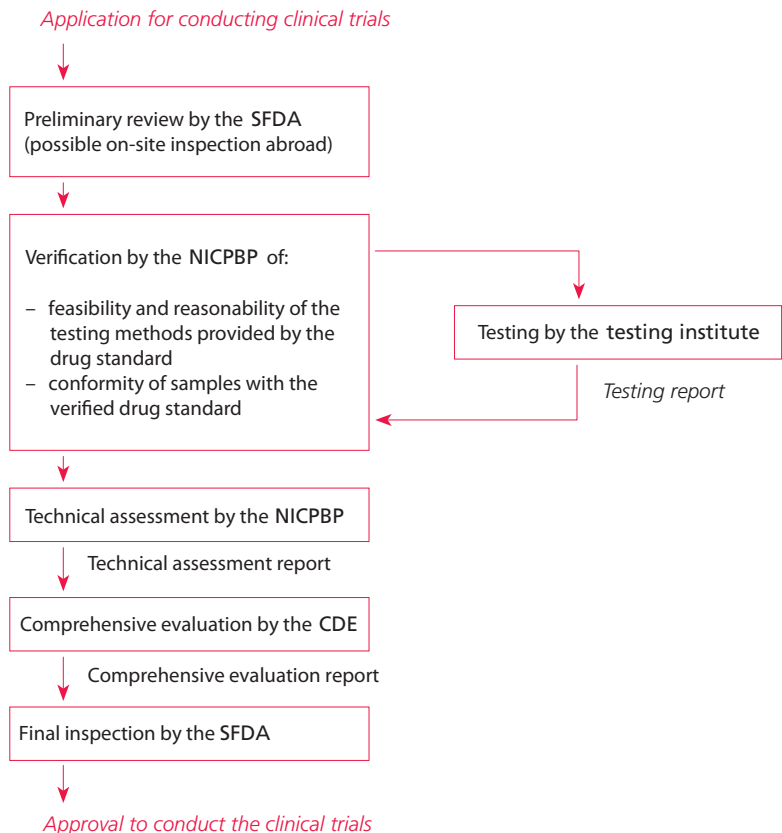 Application for conducting clinical trials
Preliminary review by the SFDA
(possible on-site inspection abroad)
Verification by the NICPBP of:
– feasibility and reasonability of the
testing methods provided by the
drug standard
– conformity of samples with the
verified drug standard
Testing by the testing institute
Testing report
Technical assessment by the NICPBP
Technical assessment report
Comprehensive evaluation by the CDE
Comprehensive evaluation report
Final inspection by the SFDA
Approval to conduct the clinical trials